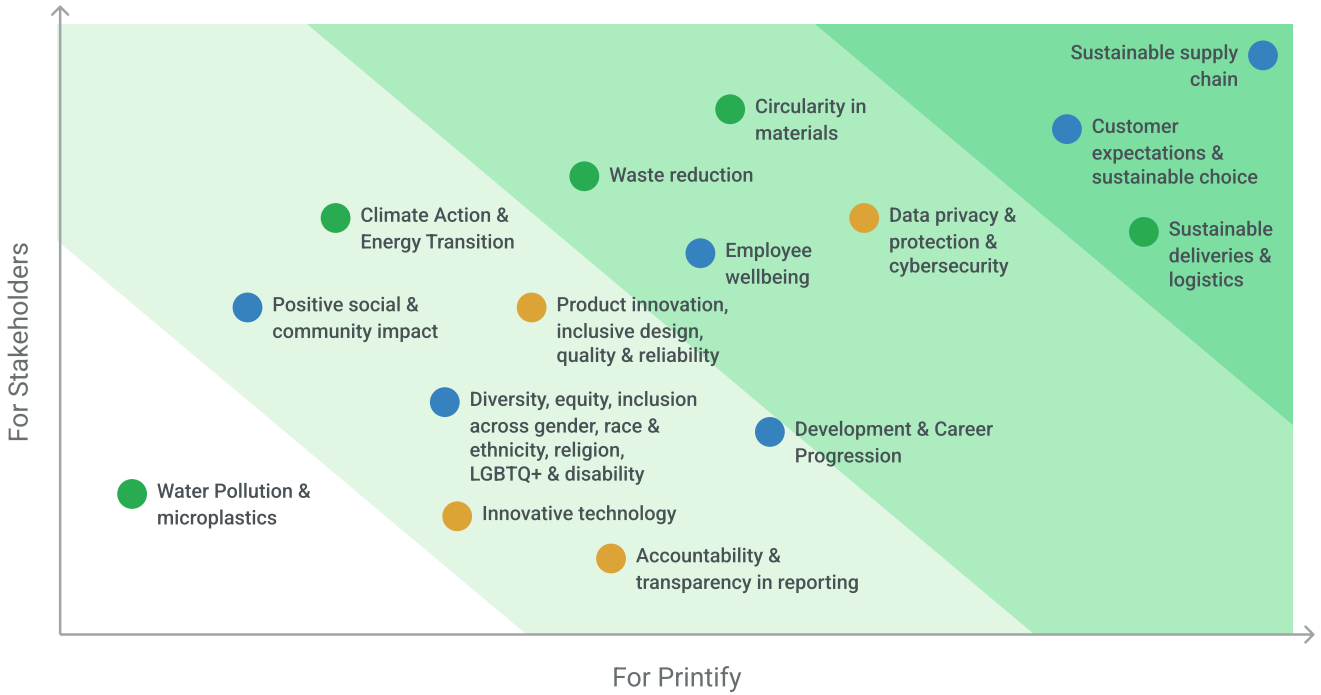 For Stakeholders
Sustainable supply
chain
Circularity in
materials
Customer
expectations &
sustainable choice
Waste reduction
Climate Action &
Energy Transition
Data privacy &
protection &
cybersecurity
Sustainable
deliveries &
logistics
Employee
wellbeing
Positive social &
community impact
Product innovation,
inclusive design,
quality & reliability
Diversity, equity, inclusion
across gender, race &
ethnicity, religion,
LGBTQ+ & disability
Development & Career
Progression
Water Pollution &
microplastics
Innovative technology
Accountability &
transparency in reporting
For Printify